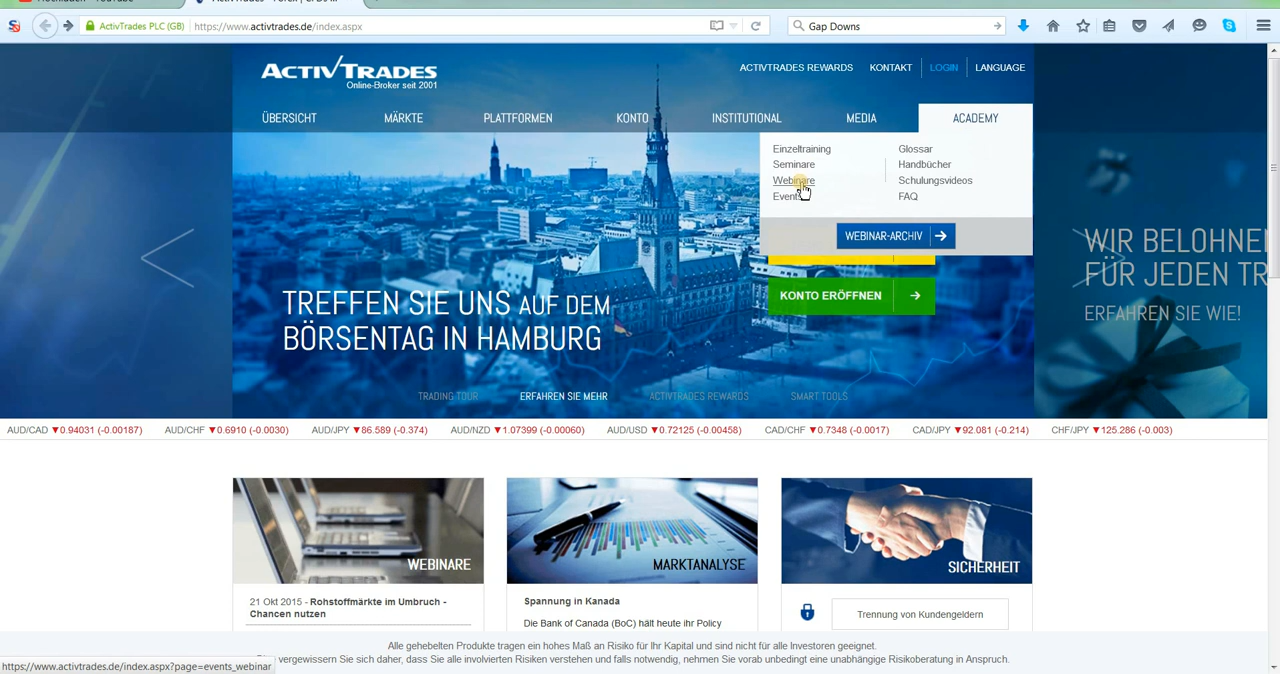 ActivTrades PLC (GB) https://www.activtrades.de/index.aspx Gap Downs
ACTIVTRADES
Online-Broker seit 2001
ACTIVTRADES REWARDS KONTAKT LOGIN LANGUAGE
ÜBERSICHT MÄRKTE PLATTFORMEN KONTO INSTITUTIONAL MEDIA ACADEMY
Einzeltraining Glossar
Seminare Handbücher
Webinare Schulungsvideos
Events FAQ
WEBINAR-ARCHIV
KONTO ERÖFFNEN
TREFFEN SIE UNS AUF DEM
BÖRSENTAG IN HAMBURG
WIR BELOHNEN
FÜR JEDEN TR
ERFAHREN SIE WIE!
TRADING TOUR ERFAHREN SIE MEHR ACTIVTRADES REWARDS SMART TOOLS
AUD/CAD ▼0.94031 (-0.00187) AUD/CHF ▼0.6910 (-0.0030) AUD/JPY ▼86.589 (-0.374) AUD/NZD ▼1.07399 (-0.00060) AUD/USD ▼0.72125 (-0.00458) CAD/CHF ▼0.7348 (-0.0017) CAD/JPY ▼92.081 (-0.214) CHF/JPY ▼125.286 (-0.003)
WEBINARE MARKTANALYSE SICHERHEIT
21 Okt 2015 - Rohstoffmärkte im Umbruch -
Chancen nutzen
Spannung in Kanada
Die Bank of Canada (BoC) hält heute ihr Policy
Trennung von Kundengeldern
Alle gehebelten Produkte tragen ein hohes Maß an Risiko für Ihr Kapital und sind nicht für alle Investoren geeignet.
vergewissern Sie sich daher, dass Sie alle involvierten Risiken verstehen und falls notwendig, nehmen Sie vorab unbedingt eine unabhängige Risikoberatung in Anspruch.
https://www.activtrades.de/index.aspx?page=events_webinar